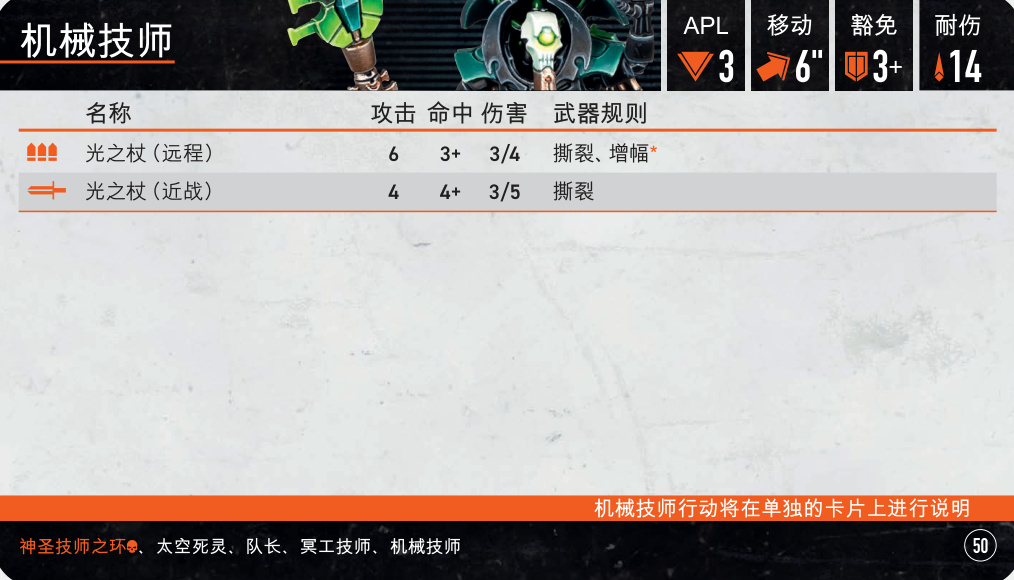 机械技师
APL 移动 豁免 耐伤
3 6" 3+ 14
名称 攻击 命中 伤害 武器规则
光之杖（远程） 6 3+ 3/4 撕裂、增幅*
光之杖（近战） 4 4+ 3/5 撕裂
机械技师行动将在单独的卡片上进行说明
神圣技师之环、太空死灵、队长、冥工技师、机械技师
50